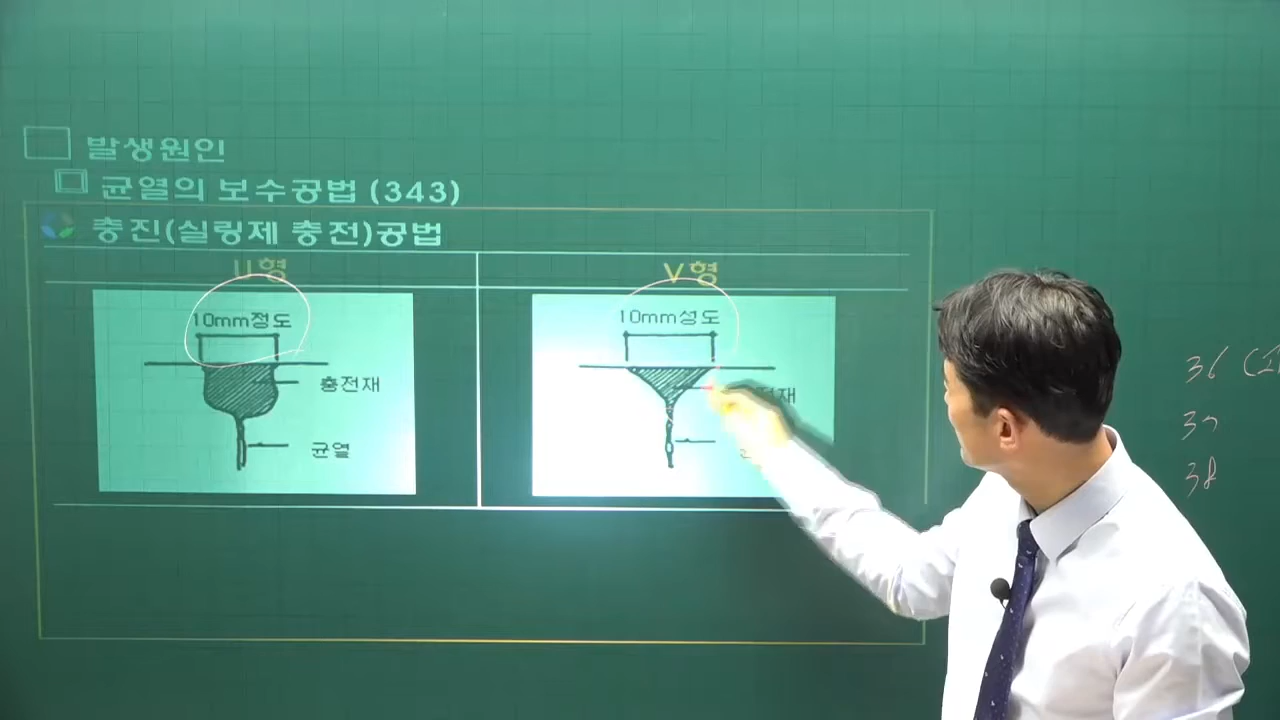 발생원인
균열의 보수공법 (343)
충진(실링제 충전)공법
U형
V형
10mm정도
충전재
균열
10mm정도
전재
36
37
38